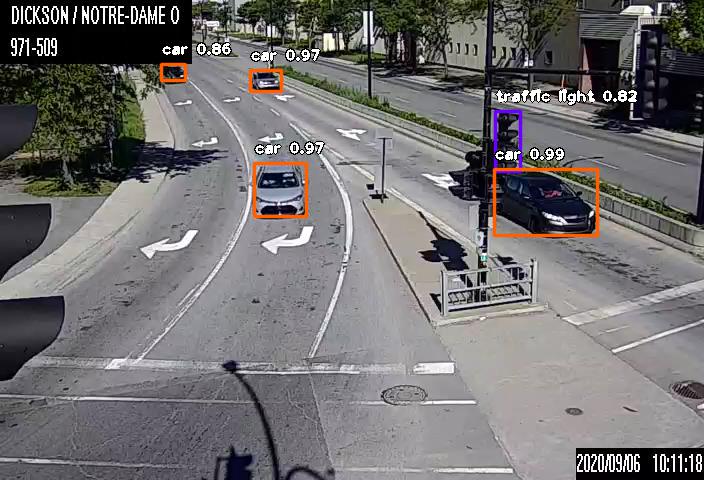 DICKSON / NOTRE-DAME O
971-509
car 0.86
car 0.97
traffic light 0.82
car 0.97
car 0.99
2020/09/06 10:11:18